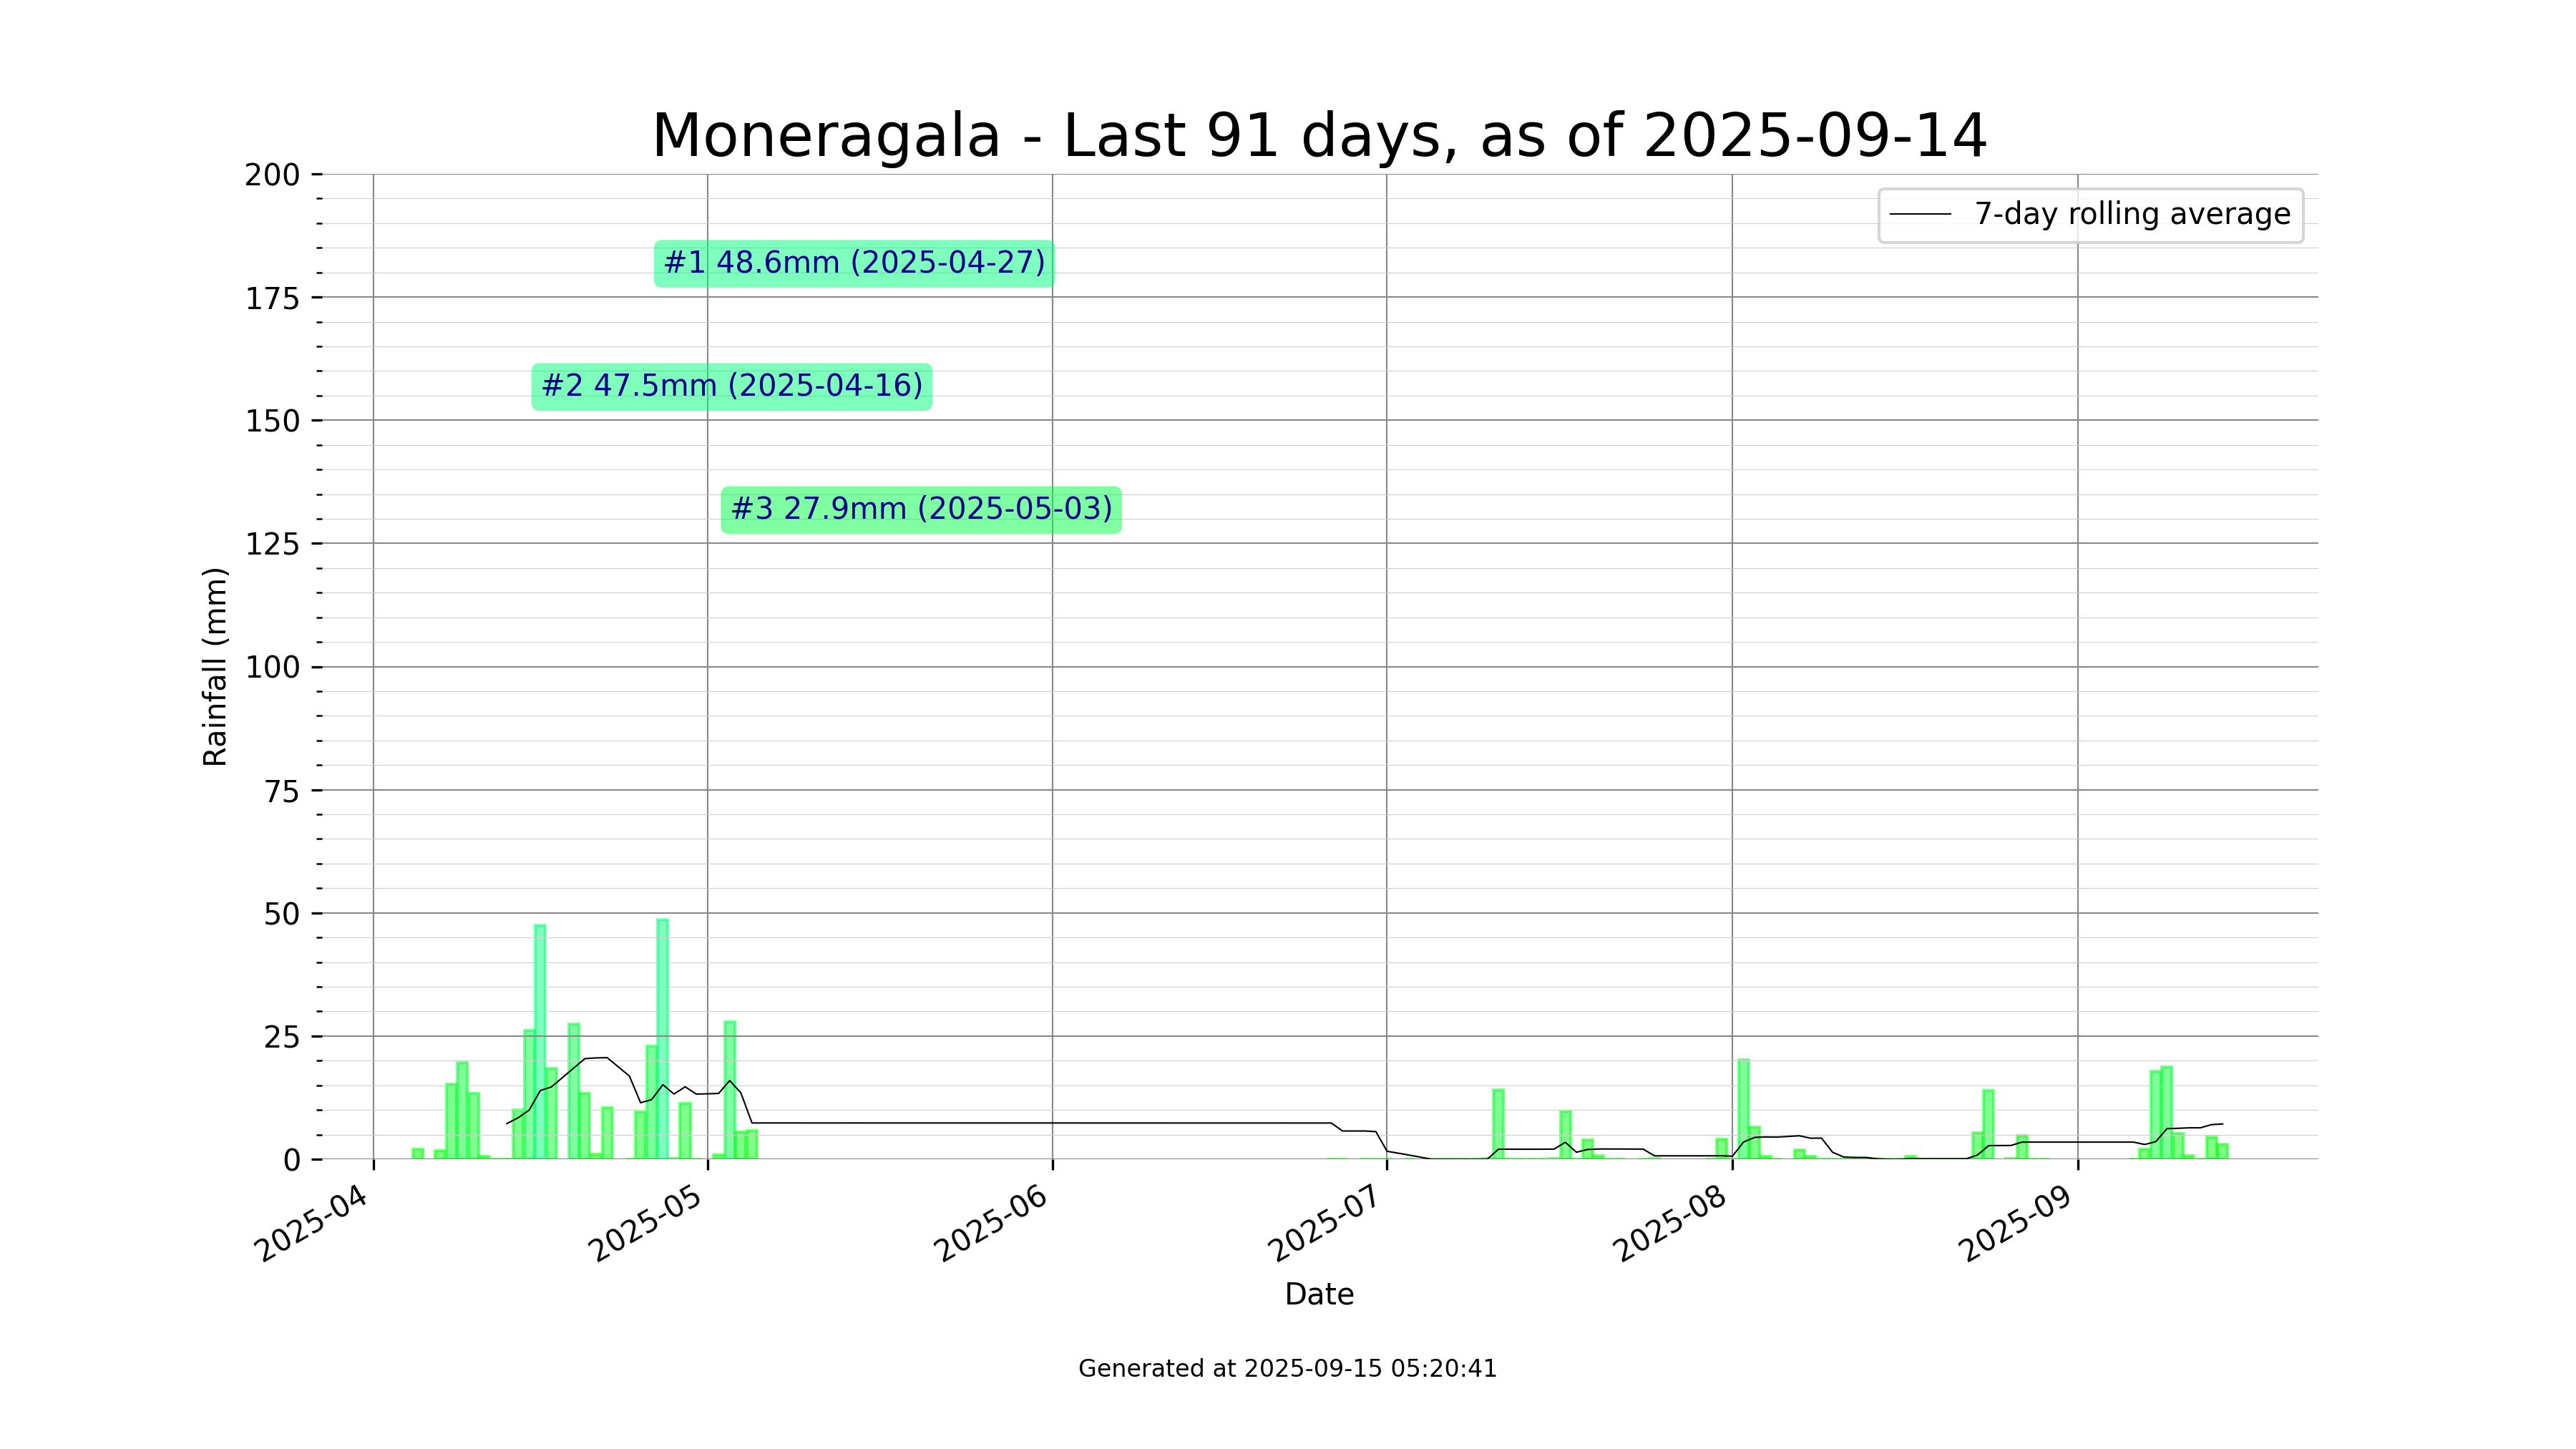 Moneragala - Last 91 days, as of 2025-09-14
200
175
150
125
100
75
50
25
0
Rainfall (mm)
7-day rolling average
#1 48.6mm (2025-04-27)
#2 47.5mm (2025-04-16)
#3 27.9mm (2025-05-03)
2025-04
2025-05
2025-06
2025-07
2025-08
2025-09
Date
Generated at 2025-09-15 05:20:41